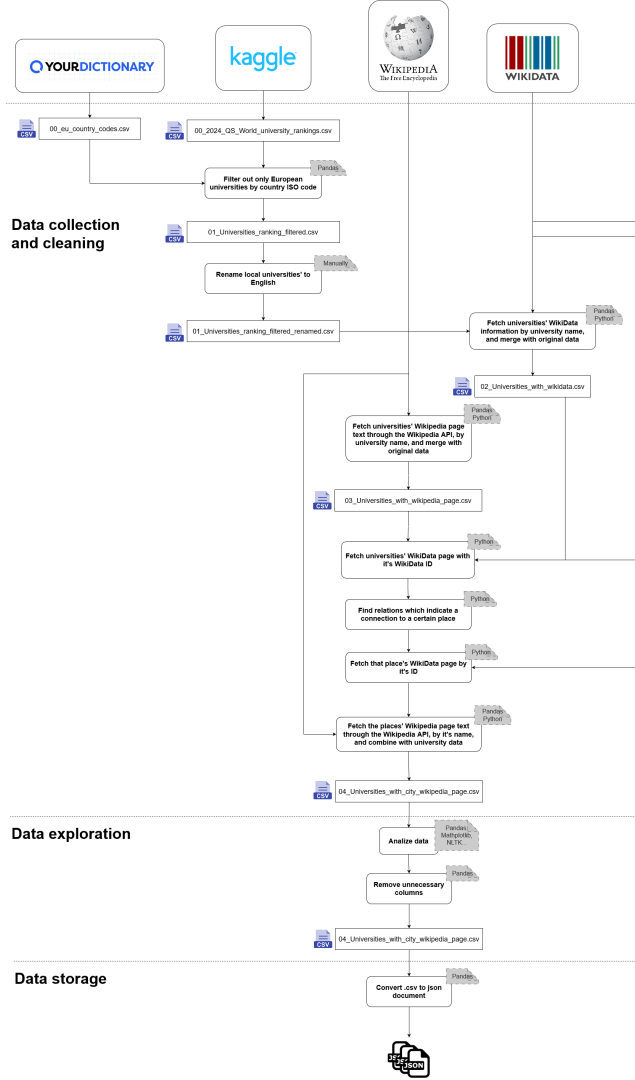 YOURDICTIONARY
kaggle
WIKIPEDIA
The Free Encyclopedia
WIKIDATA
CSV
00_eu_country_codes.csv
CSV
00_2024_QS_World_university_rankings.csv
Pandas
Filter out only European
universities by country ISO code
Data collection
and cleaning
CSV
01_Universities_ranking_filtered.csv
Manually
Rename local universities' to
English
CSV
01_Universities_ranking_filtered_renamed.csv
Pandas
Python
Fetch universities' WikiData
information by university name,
and merge with original data
CSV
02_Universities_with_wikidata.csv
Pandas
Python
Fetch universities' Wikipedia page
text through the Wikipedia API, by
university name, and merge with
original data
CSV
03_Universities_with_wikipedia_page.csv
Python
Fetch universities' WikiData page with
it's WikiData ID
Python
Find relations which indicate a
connection to a certain place
Python
Fetch that place's WikiData page by
it's ID
Pandas
Python
Fetch the places' Wikipedia page text
through the Wikipedia API, by it's name,
and combine with university data
CSV
04_Universities_with_city_wikipedia_page.csv
Data exploration
Pandas,
Mathplotlib,
NLTK...
Analize data
Pandas
Remove unnecessary
columns
CSV
04_Universities_with_city_wikipedia_page.csv
Data storage
Pandas
Convert .csv to json
document
JSON